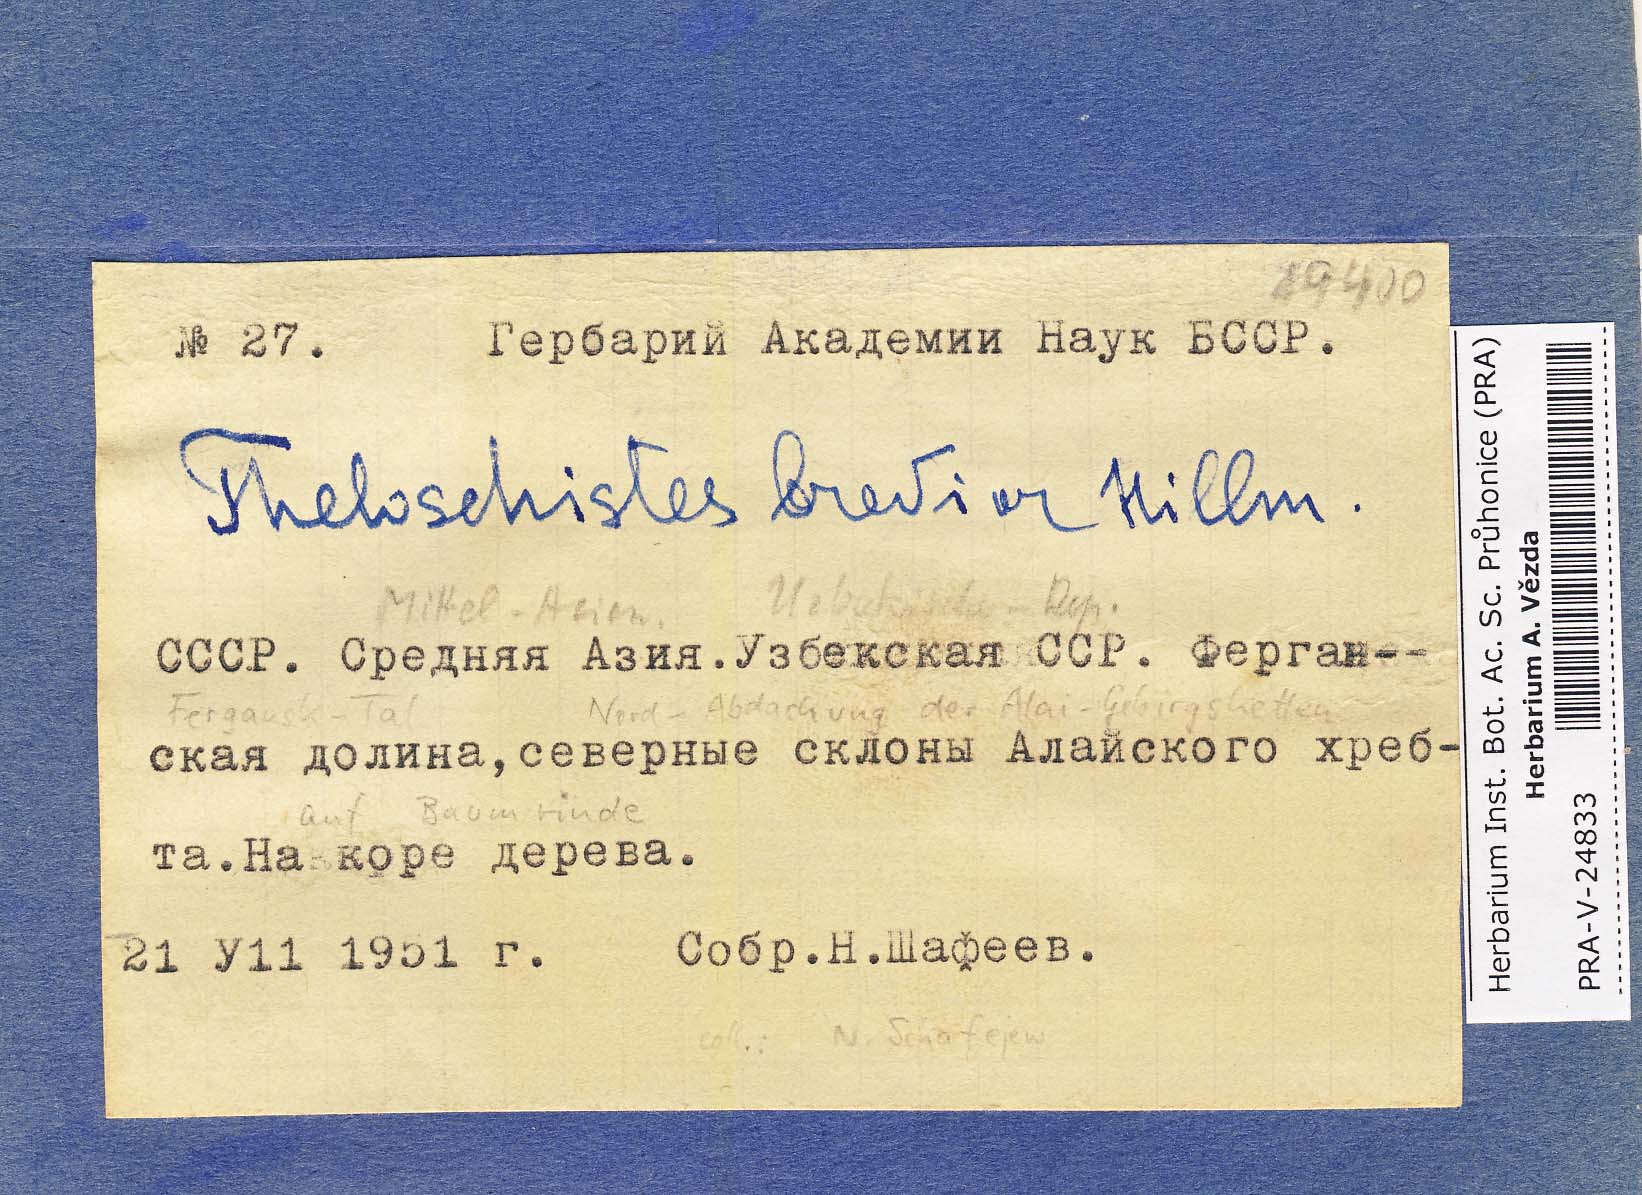 № 27. Гербарий Академии Наук БССР.
Theloschistes brevior Hillm.
Mittel-Asien. Usbekische-Rep.
СССР. Средняя Азия.Узбекская ССР. Ферган--
Fergansk-Tal Nord-Abdachung der Alai-Gebirgsketten
ская долина,северные склоны Алайского хреб-
auf Baumrinde
та.На коре дерева.
21 У11 1951 г. Собр.Н.Шафеев.
coll.: N. Schafejew
Herbarium Inst. Bot. Ac. Sc. Průhonice (PRA)
Herbarium A. Vězda
PRA-V-24833